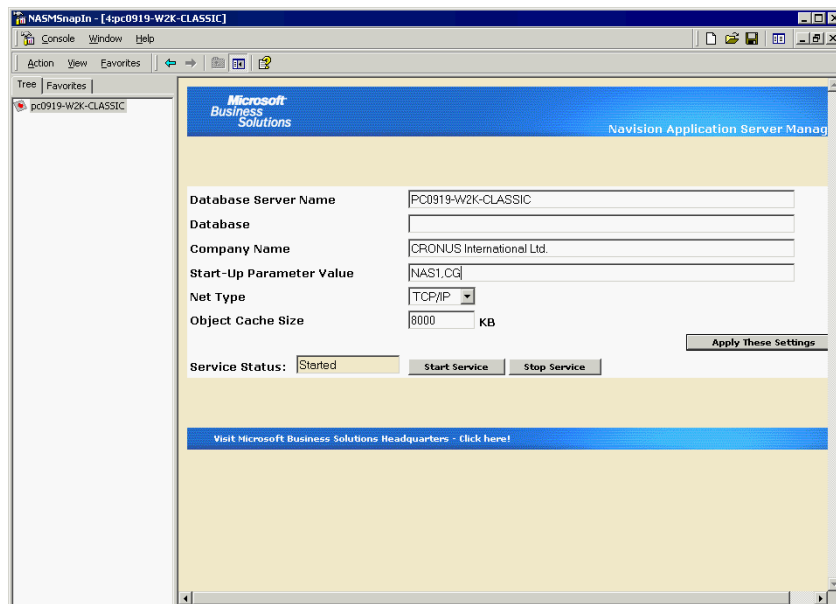 NASMSnapIn - [4:pc0919-W2K-CLASSIC]
Console Window Help
Action View Favorites
Tree Favorites
pc0919-W2K-CLASSIC
Microsoft
Business
Solutions
Navision Application Server Manag
Database Server Name PC0919-W2K-CLASSIC
Database
Company Name CRONUS International Ltd.
Start-Up Parameter Value NAS1,CG
Net Type TCP/IP
Object Cache Size 8000 KB
Apply These Settings
Service Status: Started Start Service Stop Service
Visit Microsoft Business Solutions Headquarters - Click here!